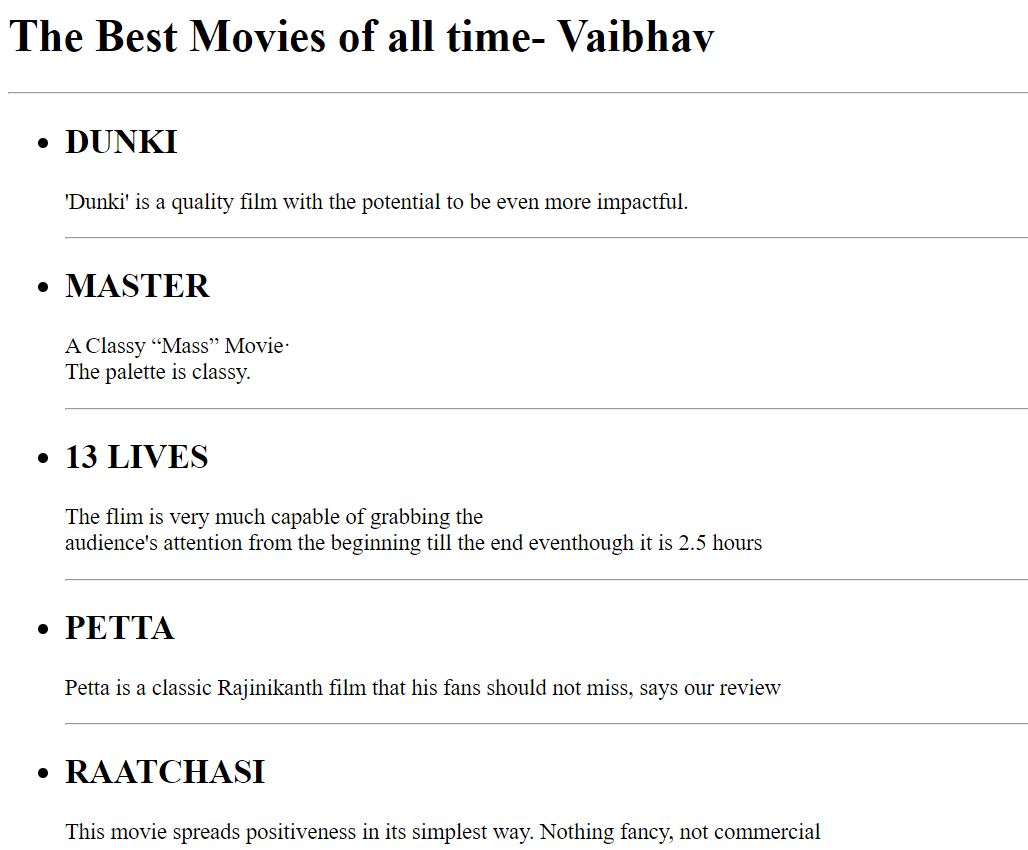 The Best Movies of all time- Vaibhav
DUNKI
'Dunki' is a quality film with the potential to be even more impactful.
MASTER
A Classy “Mass” Movie·
The palette is classy.
13 LIVES
The flim is very much capable of grabbing the
audience's attention from the beginning till the end eventhough it is 2.5 hours
PETTA
Petta is a classic Rajinikanth film that his fans should not miss, says our review
RAATCHASI
This movie spreads positiveness in its simplest way. Nothing fancy, not commercial